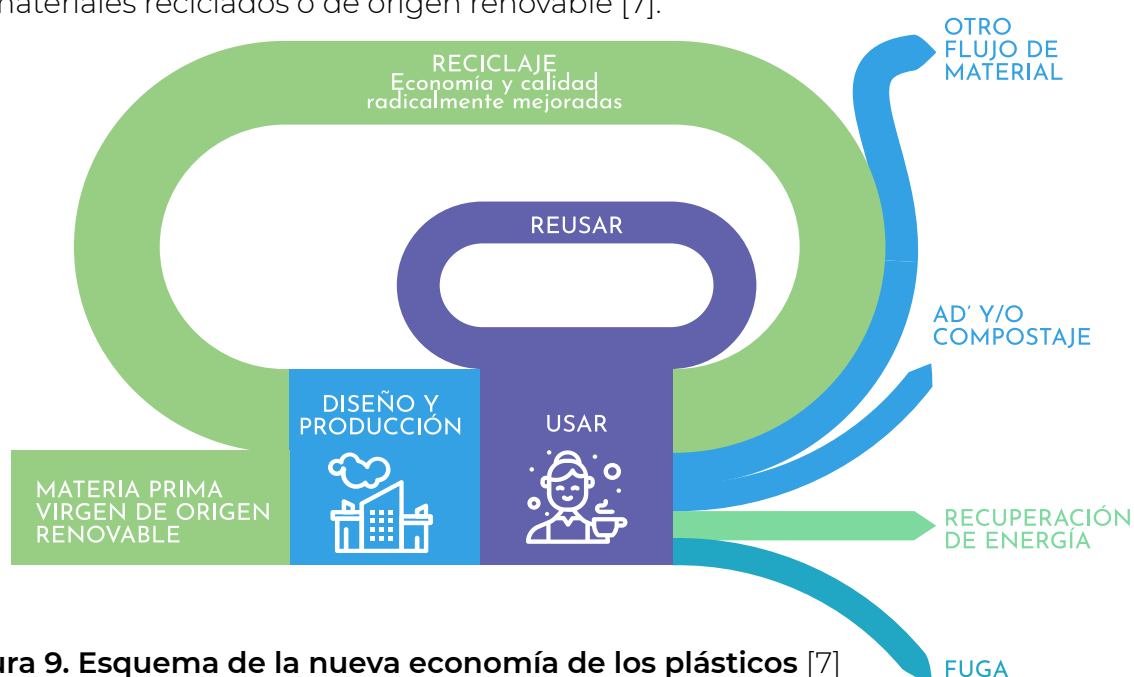 materiales reciclados o de origen renovable [7].
RECICLAJE
Economía y calidad
radicalmente mejoradas
OTRO
FLUJO DE
MATERIAL
REUSAR
AD' Y/O
COMPOSTAJE
DISEÑO Y
PRODUCCIÓN
USAR
MATERIA PRIMA
VIRGEN DE ORIGEN
RENOVABLE
RECUPERACIÓN
DE ENERGÍA
FUGA
ura 9. Esquema de la nueva economía de los plásticos [7]